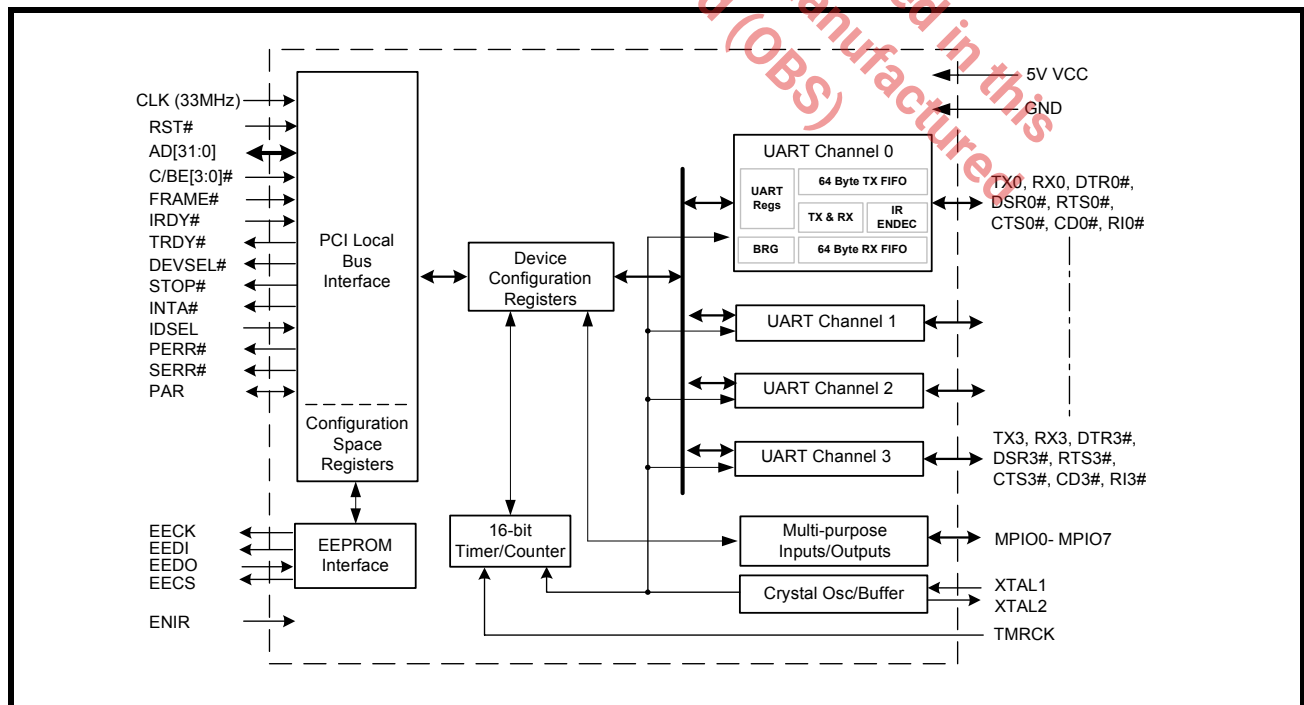 ed in this
anufactured
d (OBS)
CLK (33MHz)
RST#
AD[31:0]
C/BE[3:0]#
FRAME#
IRDY#
TRDY#
DEVSEL#
STOP#
INTA#
IDSEL
PERR#
SERR#
PAR
EECK
EEDI
EEDO
EECS
ENIR
PCI Local
Bus
Interface
Configuration
Space
Registers
EEPROM
Interface
Device
Configuration
Registers
16-bit
Timer/Counter
UART Channel 0
UART
Regs
64 Byte TX FIFO
TX & RX
IR
ENDEC
BRG
64 Byte RX FIFO
UART Channel 1
UART Channel 2
UART Channel 3
Multi-purpose
Inputs/Outputs
Crystal Osc/Buffer
5V VCC
GND
TX0, RX0, DTR0#,
DSR0#, RTS0#,
CTS0#, CD0#, RI0#
TX3, RX3, DTR3#,
DSR3#, RTS3#,
CTS3#, CD3#, RI3#
MPIO0- MPIO7
XTAL1
XTAL2
TMRCK